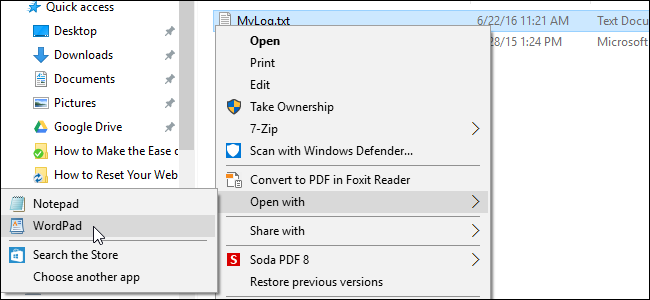 Desktop
Downloads
Documents
Pictures
Google Drive
How to Make the Ease o
How to Reset Your Web
MyLog.txt 6/22/16 11:21 AM Text Docu
/28/15 1:24 PM Microsoft
Open
Print
Edit
Take Ownership
7-Zip
Scan with Windows Defender...
Convert to PDF in Foxit Reader
Open with
Share with
Soda PDF 8
Restore previous versions
Notepad
WordPad
Search the Store
Choose another app